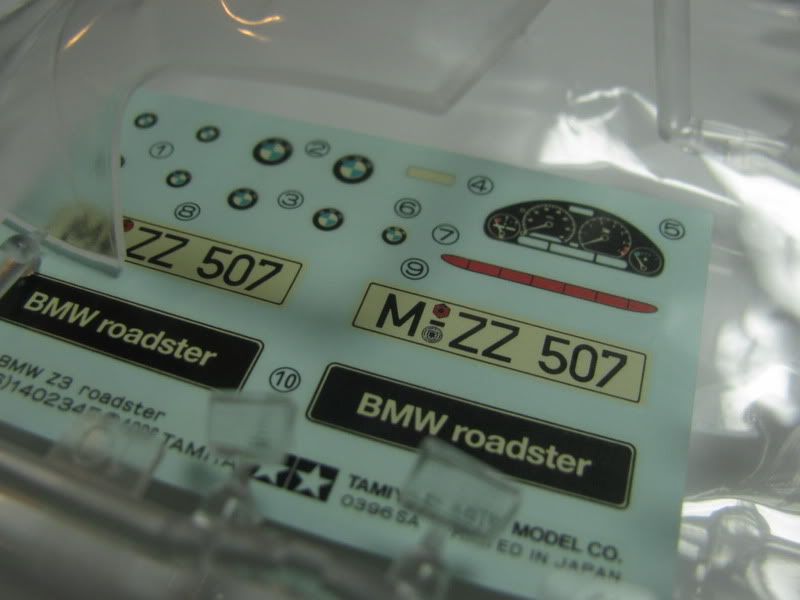 ① ② ④
⑧ ③ ⑥ ⑤
⑦
⑨
ZZ 507
M ZZ 507
BMW roadster
⑩
BMW roadster
BMW Z3 roadster
TAMIYA
MODEL CO.
0396
IN JAPAN